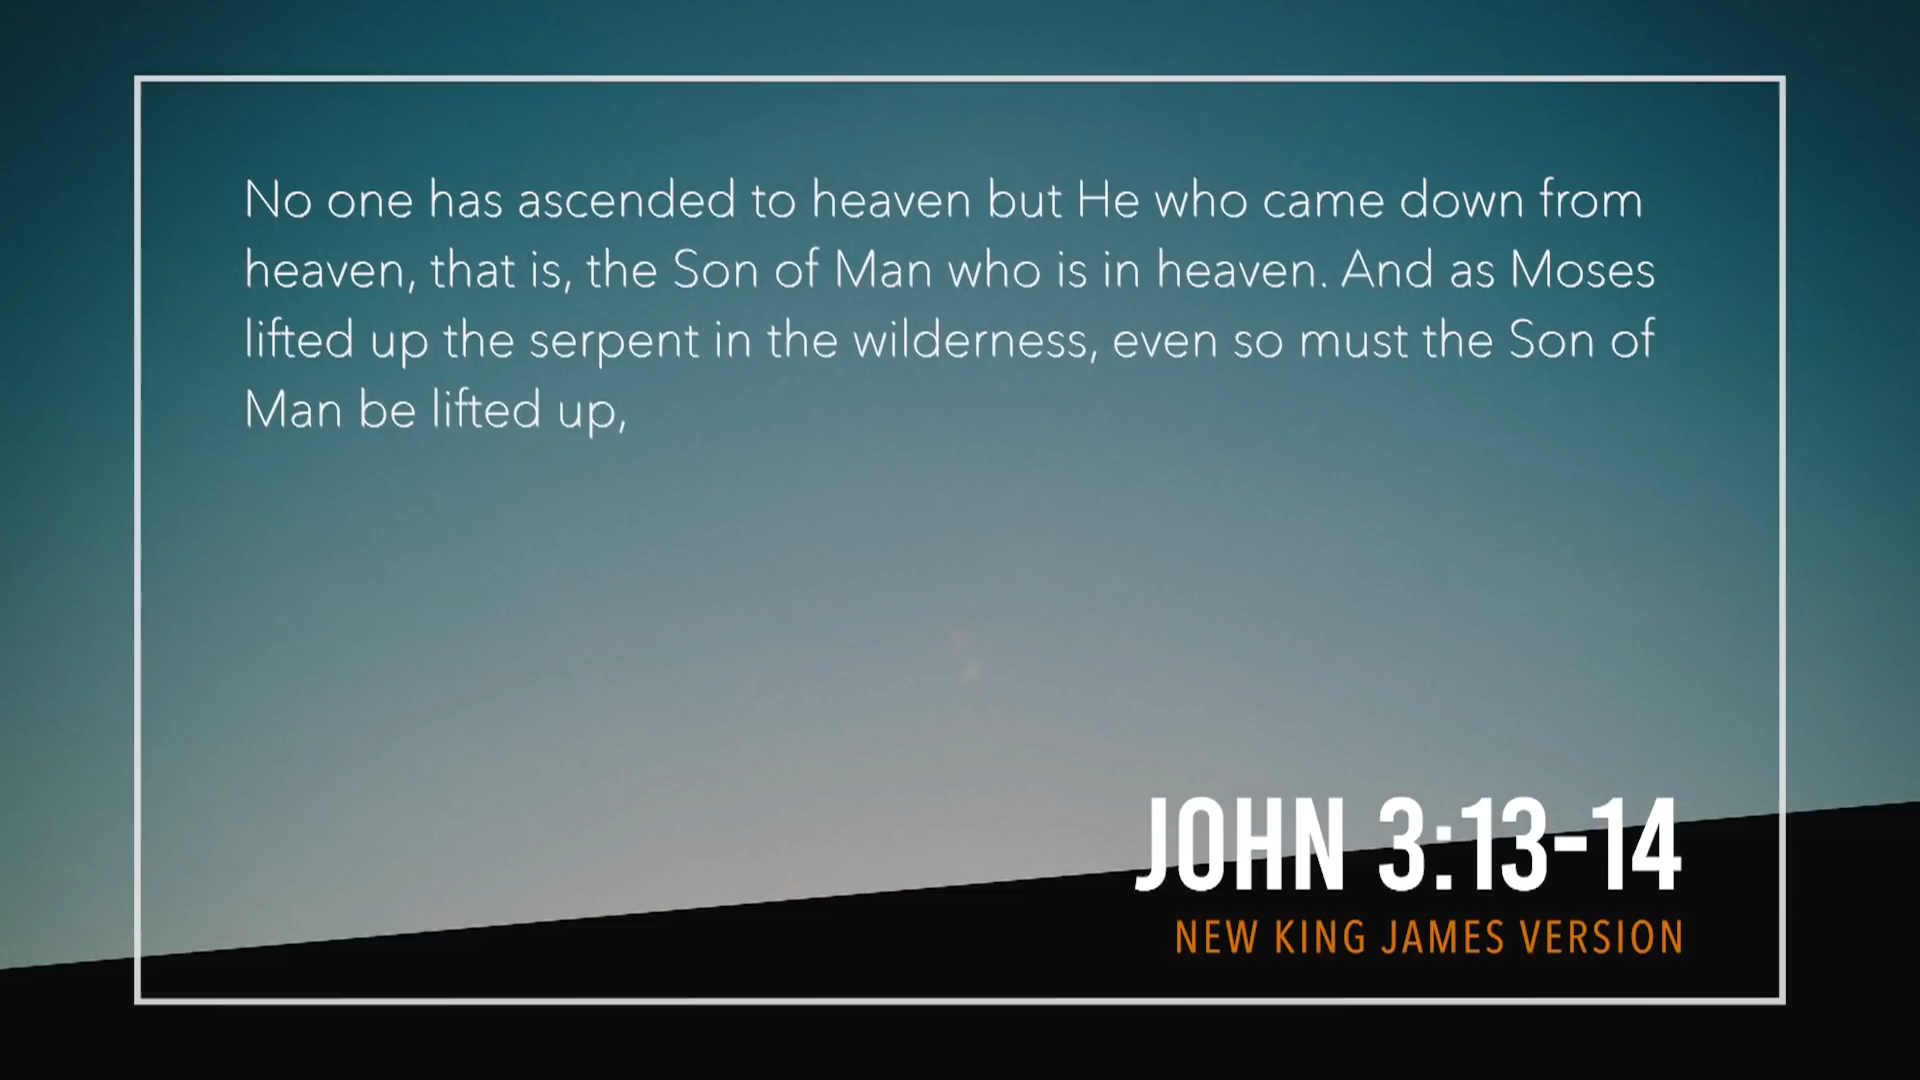 No one has ascended to heaven but He who came down from
heaven, that is, the Son of Man who is in heaven. And as Moses
lifted up the serpent in the wilderness, even so must the Son of
Man be lifted up,
JOHN 3:13-14
NEW KING JAMES VERSION